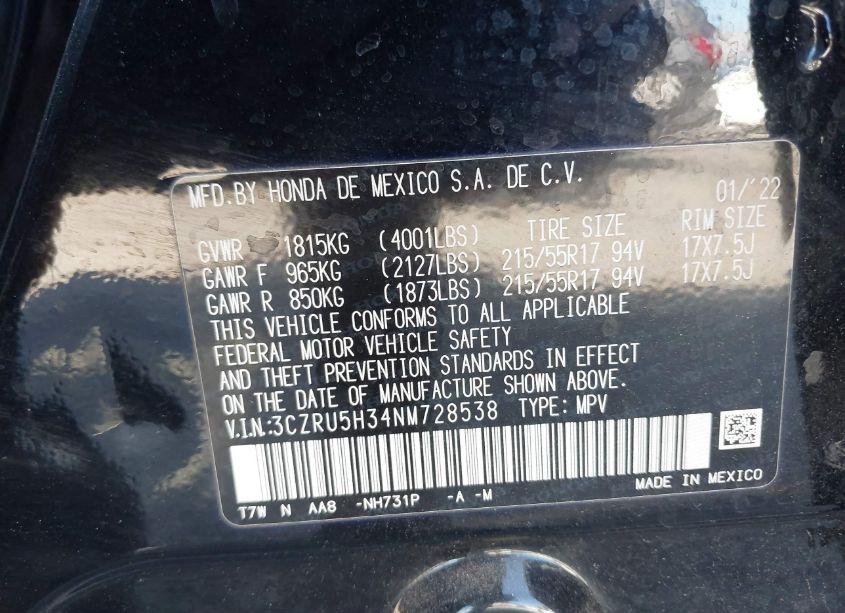 MFD.BY HONDA DE MEXICO S.A. DE C.V. 01/'22
GVWR 1815KG (4001LBS) TIRE SIZE RIM SIZE
GAWR F 965KG (2127LBS) 215/55R17 94V 17X7.5J
GAWR R 850KG (1873LBS) 215/55R17 94V 17X7.5J
THIS VEHICLE CONFORMS TO ALL APPLICABLE
FEDERAL MOTOR VEHICLE SAFETY
AND THEFT PREVENTION STANDARDS IN EFFECT
ON THE DATE OF MANUFACTURE SHOWN ABOVE.
V.I.N.:3CZRU5H34NM728538 TYPE: MPV
T7W N AA8 -NH731P -A -M MADE IN MEXICO